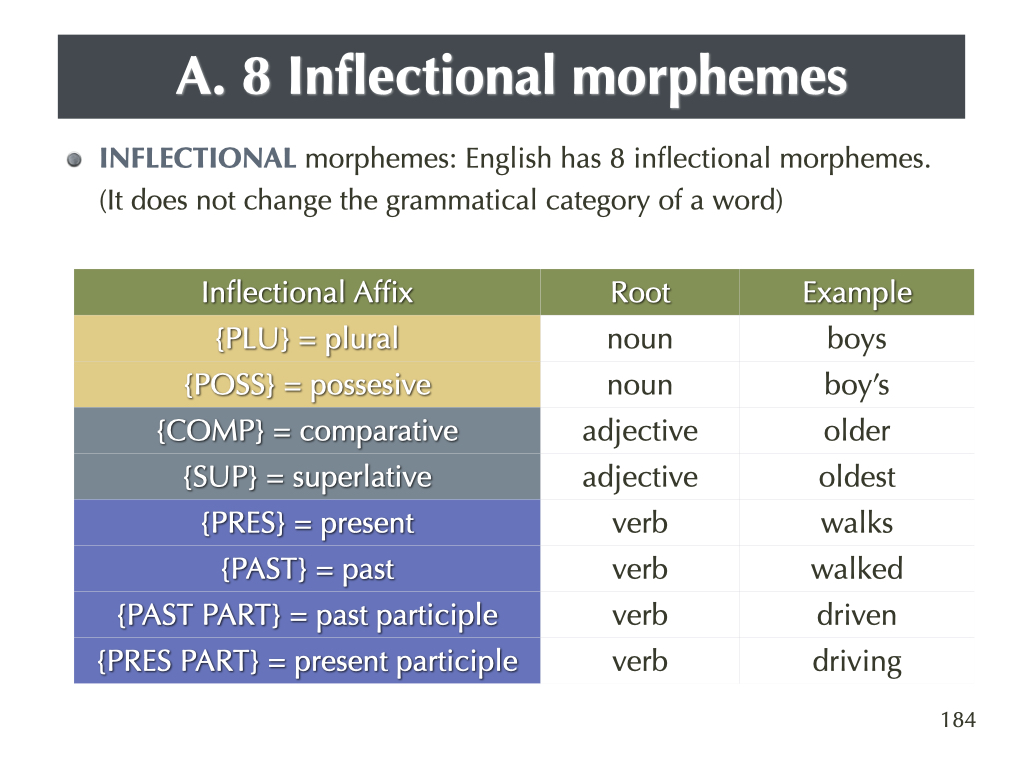 A. 8 Inflectional morphemes
INFLECTIONAL morphemes: English has 8 inflectional morphemes.
(It does not change the grammatical category of a word)
Inflectional Affix Root Example
{PLU} = plural noun boys
{POSS} = possesive noun boy’s
{COMP} = comparative adjective older
{SUP} = superlative adjective oldest
{PRES} = present verb walks
{PAST} = past verb walked
{PAST PART} = past participle verb driven
{PRES PART} = present participle verb driving
184